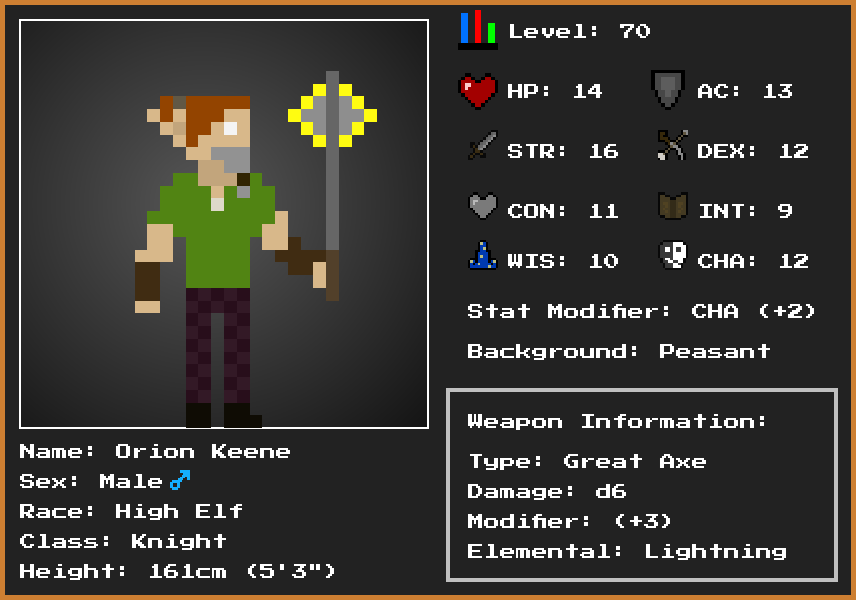 Level: 70
HP: 14
AC: 13
STR: 16
DEX: 12
CON: 11
INT: 9
WIS: 10
CHA: 12
Stat Modifier: CHA (+2)
Background: Peasant
Name: Orion Keene
Sex: Male ♂
Race: High Elf
Class: Knight
Height: 161cm (5'3")
Weapon Information:
Type: Great Axe
Damage: d6
Modifier: (+3)
Elemental: Lightning